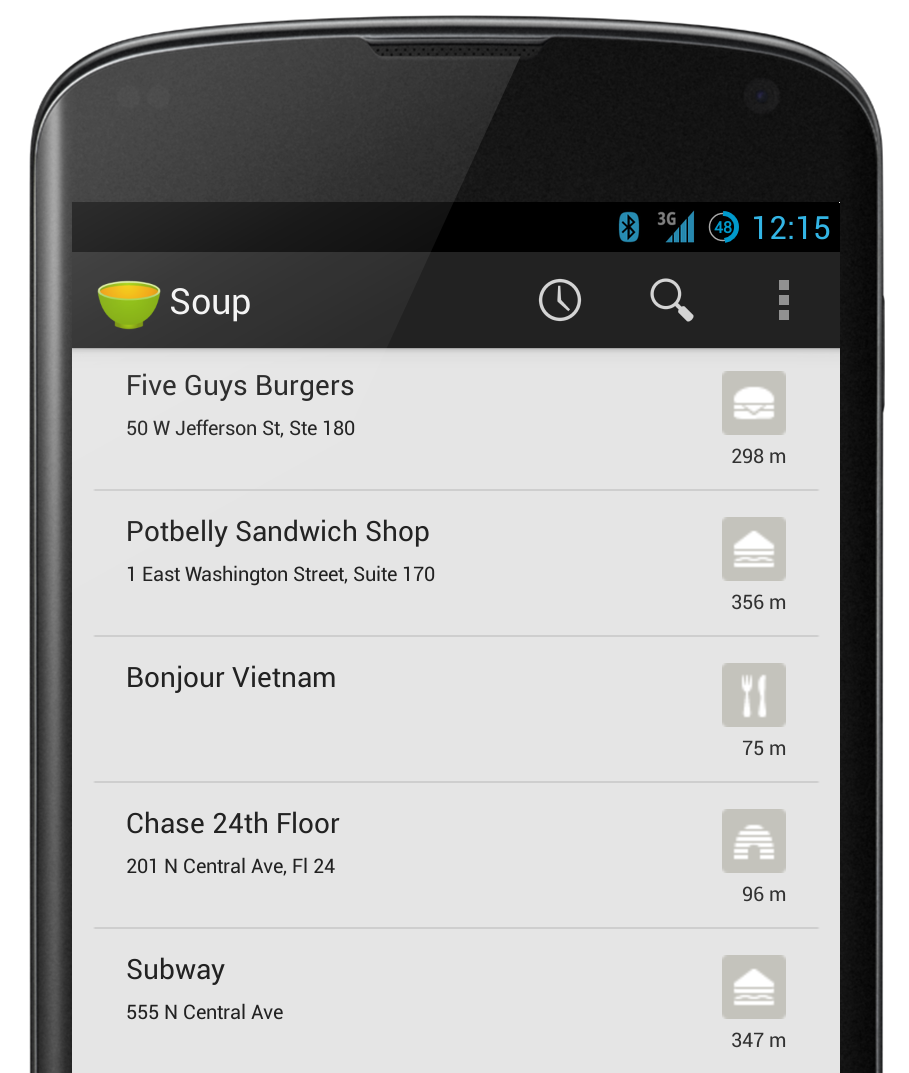 3G 48 12:15
Soup
Five Guys Burgers
50 W Jefferson St, Ste 180
298 m
Potbelly Sandwich Shop
1 East Washington Street, Suite 170
356 m
Bonjour Vietnam
75 m
Chase 24th Floor
201 N Central Ave, Fl 24
96 m
Subway
555 N Central Ave
347 m